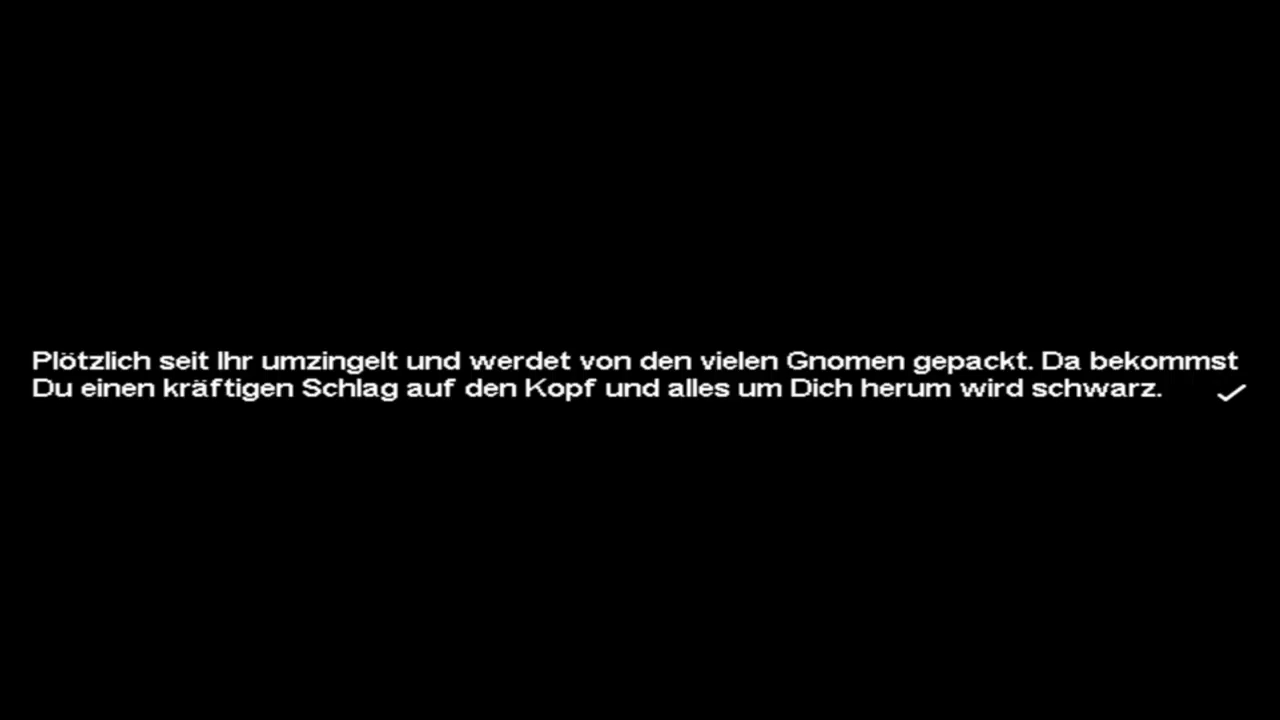 Plötzlich seit Ihr umzingelt und werdet von den vielen Gnomen gepackt. Da bekommst
Du einen kräftigen Schlag auf den Kopf und alles um Dich herum wird schwarz.